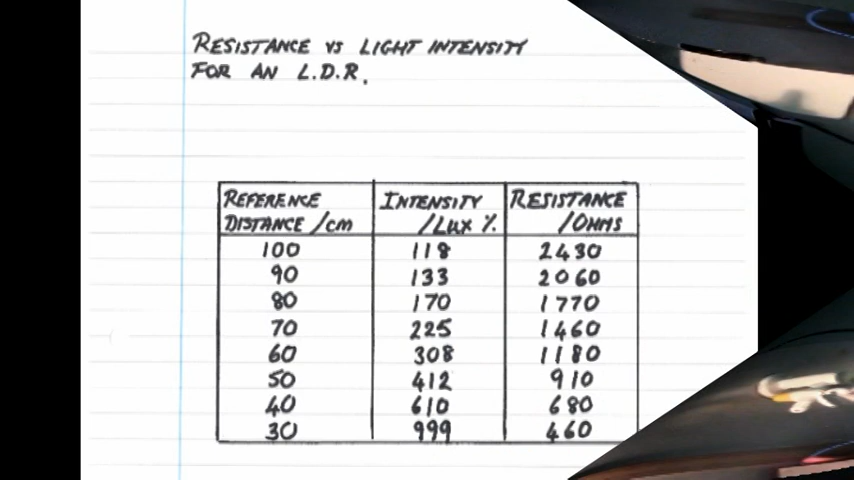 RESISTANCE VS LIGHT INTENSITY
FOR AN L.D.R.
REFERENCE DISTANCE /cm INTENSITY /LUX %. RESISTANCE /OHMS
100 118 2430
90 133 2060
80 170 1770
70 225 1460
60 308 1180
50 412 910
40 610 680
30 999 460